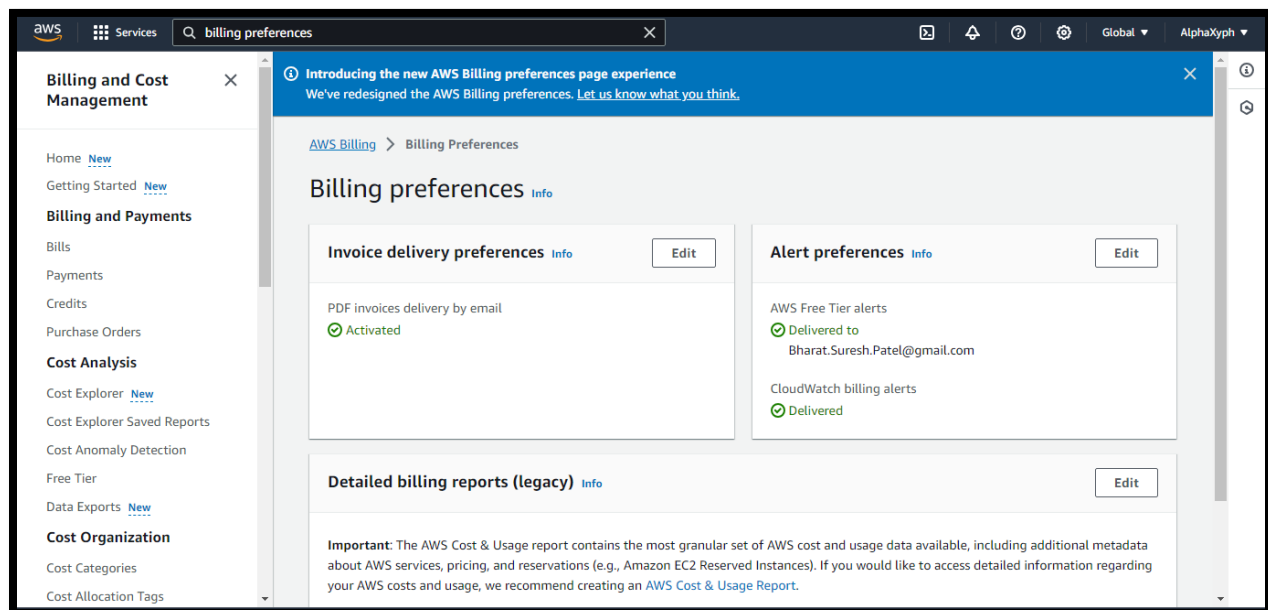 aws Services billing preferences Global AlphaXyph
Billing and Cost Management
Home New
Getting Started New
Billing and Payments
Bills
Payments
Credits
Purchase Orders
Cost Analysis
Cost Explorer New
Cost Explorer Saved Reports
Cost Anomaly Detection
Free Tier
Data Exports New
Cost Organization
Cost Categories
Cost Allocation Tags
Introducing the new AWS Billing preferences page experience
We've redesigned the AWS Billing preferences. Let us know what you think.
AWS Billing > Billing Preferences
Billing preferences Info
Invoice delivery preferences Info Edit
PDF invoices delivery by email
Activated
Alert preferences Info Edit
AWS Free Tier alerts
Delivered to
Bharat.Suresh.Patel@gmail.com
CloudWatch billing alerts
Delivered
Detailed billing reports (legacy) Info Edit
Important: The AWS Cost & Usage report contains the most granular set of AWS cost and usage data available, including additional metadata
about AWS services, pricing, and reservations (e.g., Amazon EC2 Reserved Instances). If you would like to access detailed information regarding
your AWS costs and usage, we recommend creating an AWS Cost & Usage Report.